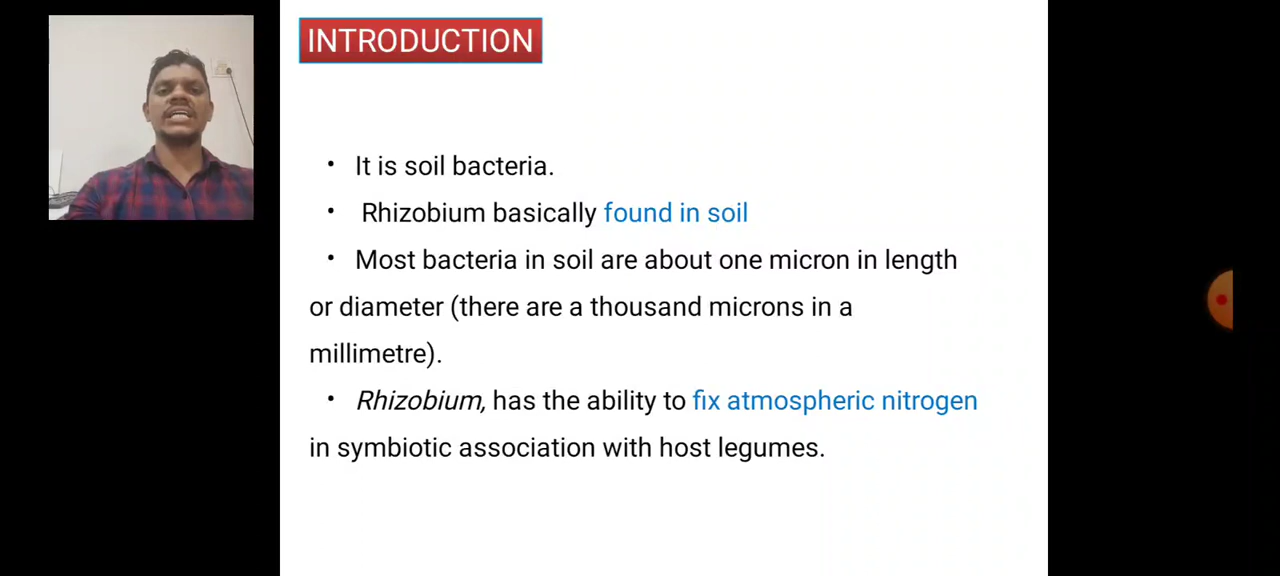 INTRODUCTION
• It is soil bacteria.
• Rhizobium basically found in soil
• Most bacteria in soil are about one micron in length
or diameter (there are a thousand microns in a
millimetre).
• Rhizobium, has the ability to fix atmospheric nitrogen
in symbiotic association with host legumes.